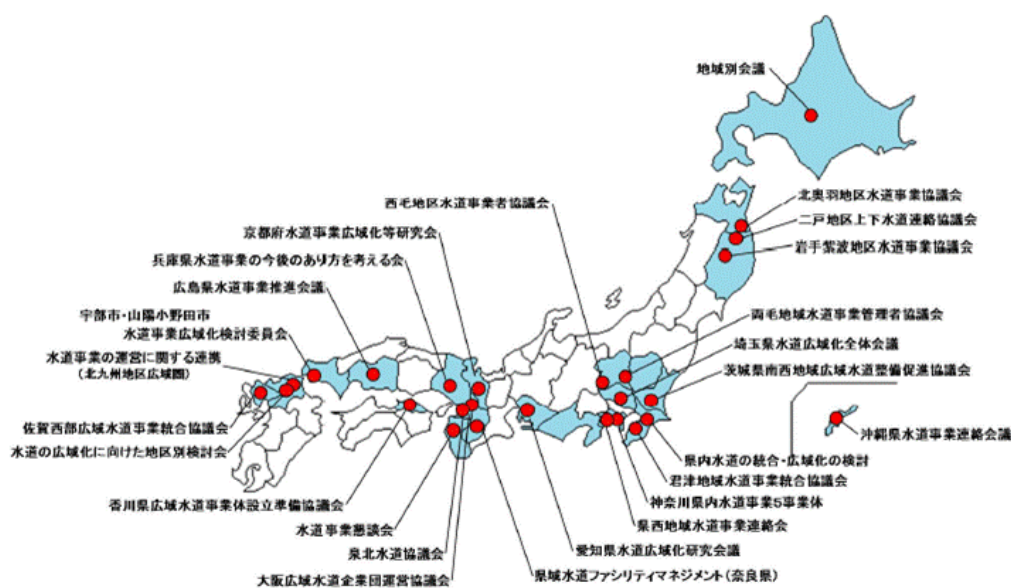 地域別会議
北奥羽地区水道事業協議会
二戸地区上下水道連絡協議会
岩手紫波地区水道事業協議会
西毛地区水道事業者協議会
京都府水道事業広域化等研究会
兵庫県水道事業の今後のあり方を考える会
広島県水道事業推進会議
宇部市・山陽小野田市
水道事業広域化検討委員会
水道事業の運営に関する連携
(北九州地区広域圏)
両毛地域水道事業管理者協議会
埼玉県水道広域化全体会議
茨城県南西地域広域水道整備促進協議会
沖縄県水道事業連絡会議
佐賀西部広域水道事業統合協議会
水道の広域化に向けた地区別検討会
県内水道の統合・広域化の検討
君津地域水道事業統合協議会
神奈川県内水道事業5事業体
県西地域水道事業連絡会
香川県広域水道事業体設立準備協議会
水道事業懇談会
泉北水道協議会
大阪広域水道企業団運営協議会
愛知県水道広域化研究会議
県域水道ファシリティマネジメント(奈良県)